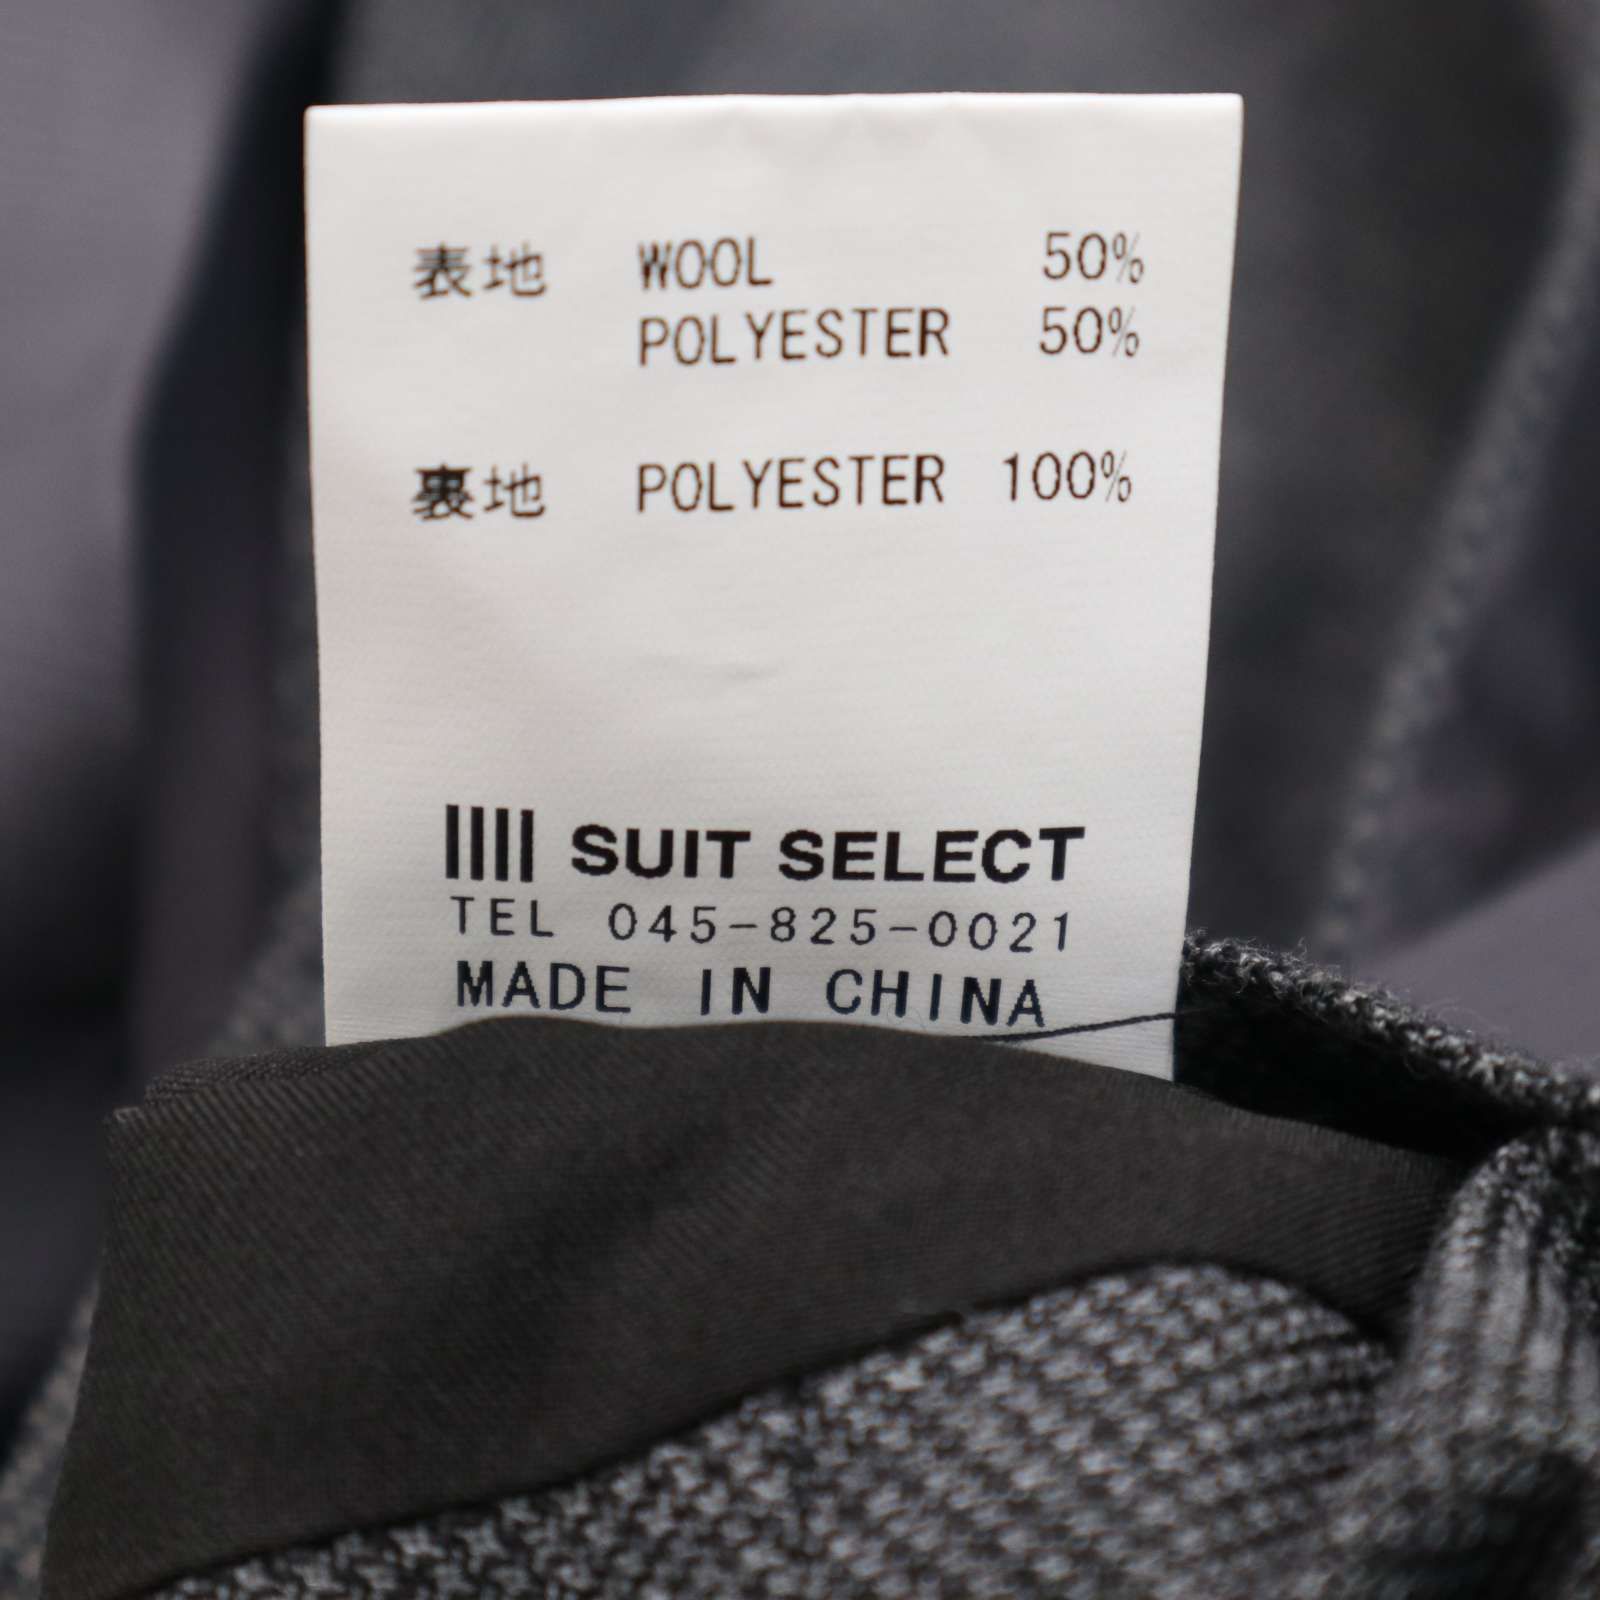 表地 WOOL 50%
POLYESTER 50%
裏地 POLYESTER 100%
SUIT SELECT
TEL 045-825-0021
MADE IN CHINA